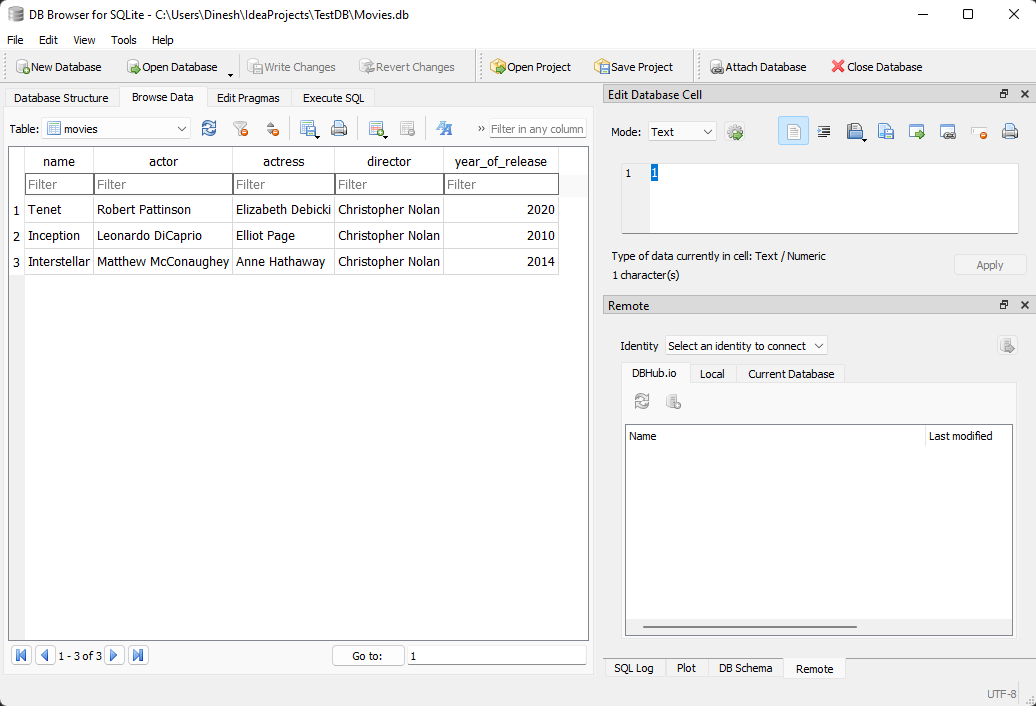 DB Browser for SQLite - C:\Users\Dinesh\IdeaProjects\TestDB\Movies.db
File Edit View Tools Help
New Database Open Database Write Changes Revert Changes Open Project Save Project Attach Database Close Database
Database Structure Browse Data Edit Pragmas Execute SQL
Table: movies » Filter in any column
name actor actress director year_of_release
Filter Filter Filter Filter Filter
1 Tenet Robert Pattinson Elizabeth Debicki Christopher Nolan 2020
2 Inception Leonardo DiCaprio Elliot Page Christopher Nolan 2010
3 Interstellar Matthew McConaughey Anne Hathaway Christopher Nolan 2014
1 - 3 of 3 Go to: 1
Edit Database Cell
Mode: Text
1 1
Type of data currently in cell: Text / Numeric
1 character(s)
Apply
Remote
Identity Select an identity to connect
DBHub.io Local Current Database
Name Last modified
SQL Log Plot DB Schema Remote
UTF-8